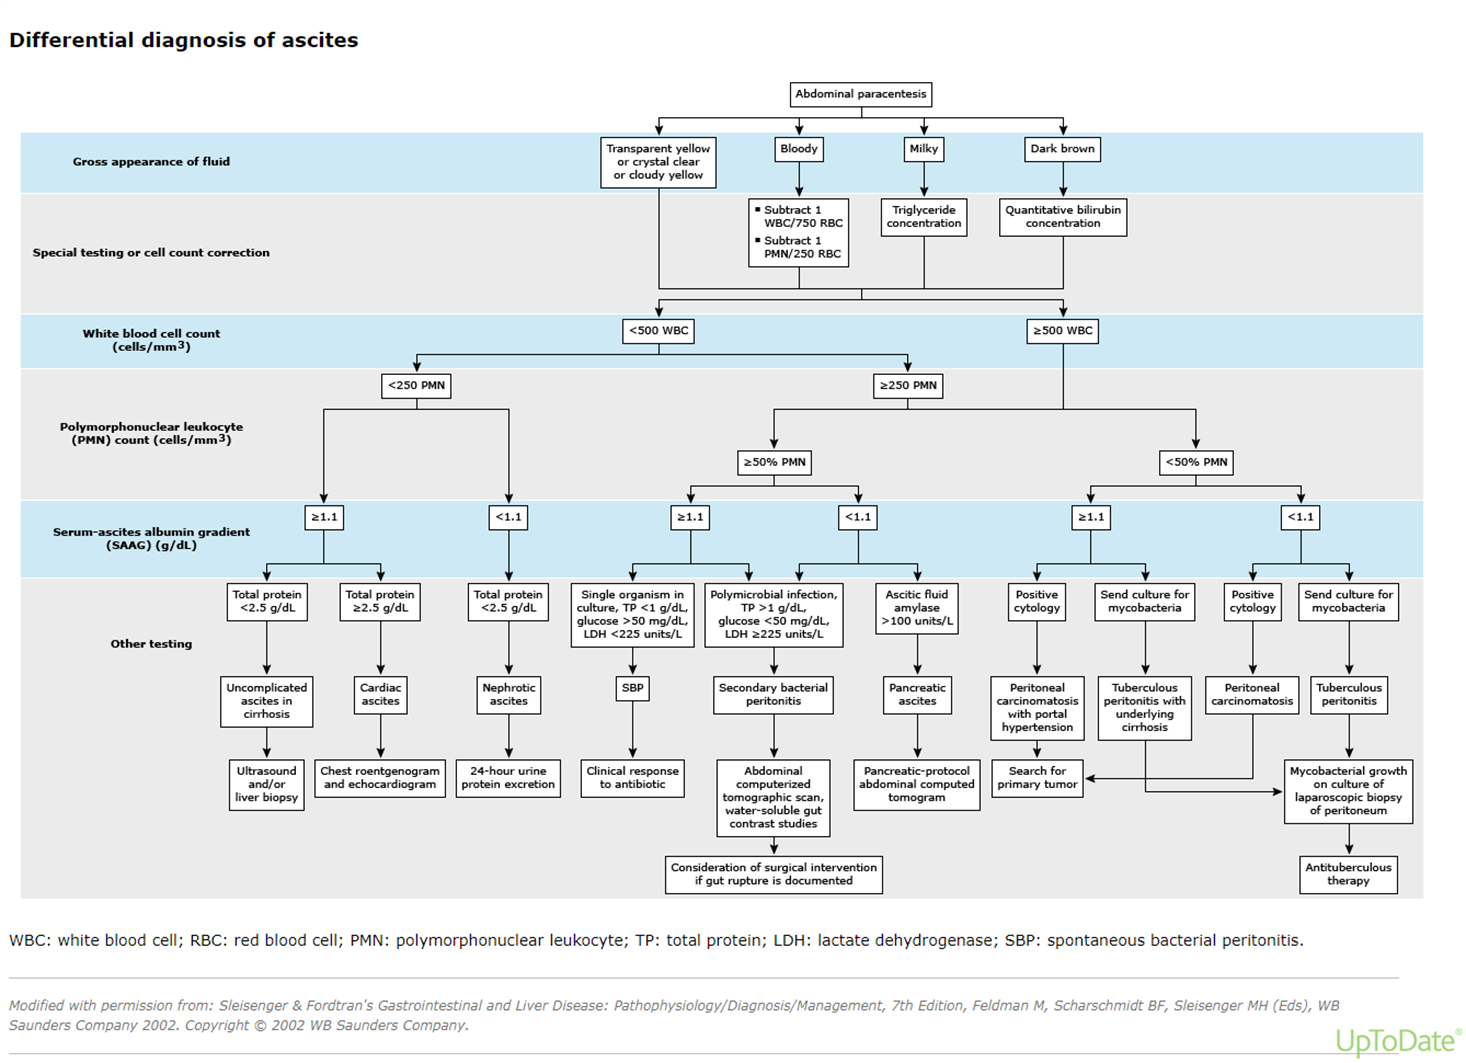 Differential diagnosis of ascites
Abdominal paracentesis
Gross appearance of fluid
Transparent yellow
or crystal clear
or cloudy yellow
Bloody
Milky
Dark brown
Special testing or cell count correction
▪ Subtract 1
WBC/750 RBC
▪ Subtract 1
PMN/250 RBC
Triglyceride
concentration
Quantitative bilirubin
concentration
White blood cell count
(cells/mm3)
<500 WBC
≥500 WBC
Polymorphonuclear leukocyte
(PMN) count (cells/mm3)
<250 PMN
≥250 PMN
≥50% PMN
<50% PMN
Serum-ascites albumin gradient
(SAAG) (g/dL)
≥1.1
<1.1
≥1.1
<1.1
≥1.1
<1.1
Other testing
Total protein
<2.5 g/dL
Total protein
≥2.5 g/dL
Total protein
<2.5 g/dL
Single organism in
culture, TP <1 g/dL,
glucose >50 mg/dL,
LDH <225 units/L
Polymicrobial infection,
TP >1 g/dL,
glucose <50 mg/dL,
LDH ≥225 units/L
Ascitic fluid
amylase
>100 units/L
Positive
cytology
Send culture for
mycobacteria
Positive
cytology
Send culture for
mycobacteria
Uncomplicated
ascites in
cirrhosis
Cardiac
ascites
Nephrotic
ascites
SBP
Secondary bacterial
peritonitis
Pancreatic
ascites
Peritoneal
carcinomatosis
with portal
hypertension
Tuberculous
peritonitis with
underlying
cirrhosis
Peritoneal
carcinomatosis
Tuberculous
peritonitis
Ultrasound
and/or
liver biopsy
Chest roentgenogram
and echocardiogram
24-hour urine
protein excretion
Clinical response
to antibiotic
Abdominal
computerized
tomographic scan,
water-soluble gut
contrast studies
Pancreatic-protocol
abdominal computed
tomogram
Search for
primary tumor
Mycobacterial growth
on culture of
laparoscopic biopsy
of peritoneum
Consideration of surgical intervention
if gut rupture is documented
Antituberculous
therapy
WBC: white blood cell; RBC: red blood cell; PMN: polymorphonuclear leukocyte; TP: total protein; LDH: lactate dehydrogenase; SBP: spontaneous bacterial peritonitis.
Modified with permission from: Sleisenger & Fordtran's Gastrointestinal and Liver Disease: Pathophysiology/Diagnosis/Management, 7th Edition, Feldman M, Scharschmidt BF, Sleisenger MH (Eds), WB
Saunders Company 2002. Copyright © 2002 WB Saunders Company.
UpToDate®